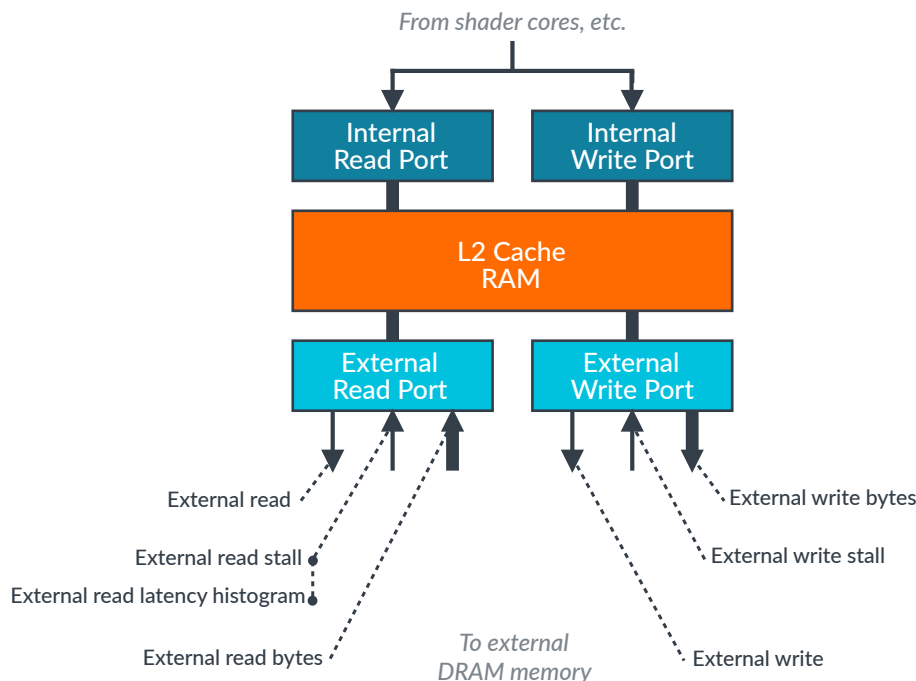 From shader cores, etc.
Internal
Read Port
Internal
Write Port
L2 Cache
RAM
External
Read Port
External
Write Port
External read
External write bytes
External read stall
External write stall
External read latency histogram
External read bytes
To external
DRAM memory
External write